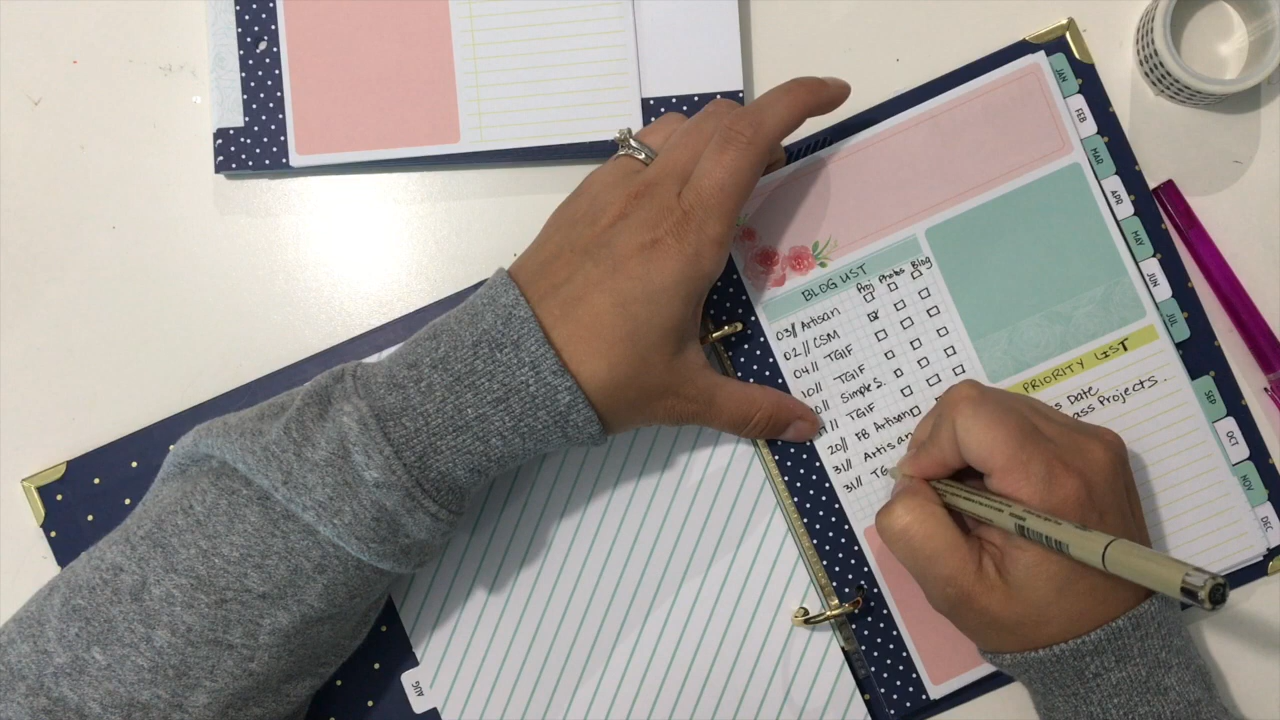 JAN
FEB
MAR
APR
MAY
JUN
JUL
SEP
OCT
NOV
DEC
AUG
BLOG LIST
Proj Photos Blog
03// Artisan
02// CSM
04// TGIF
10// TGIF
10// Simple S.
TGIF
20// FB Artisan
31// Artisan
31// TG
PRIORITY LIST
Date
Projects.